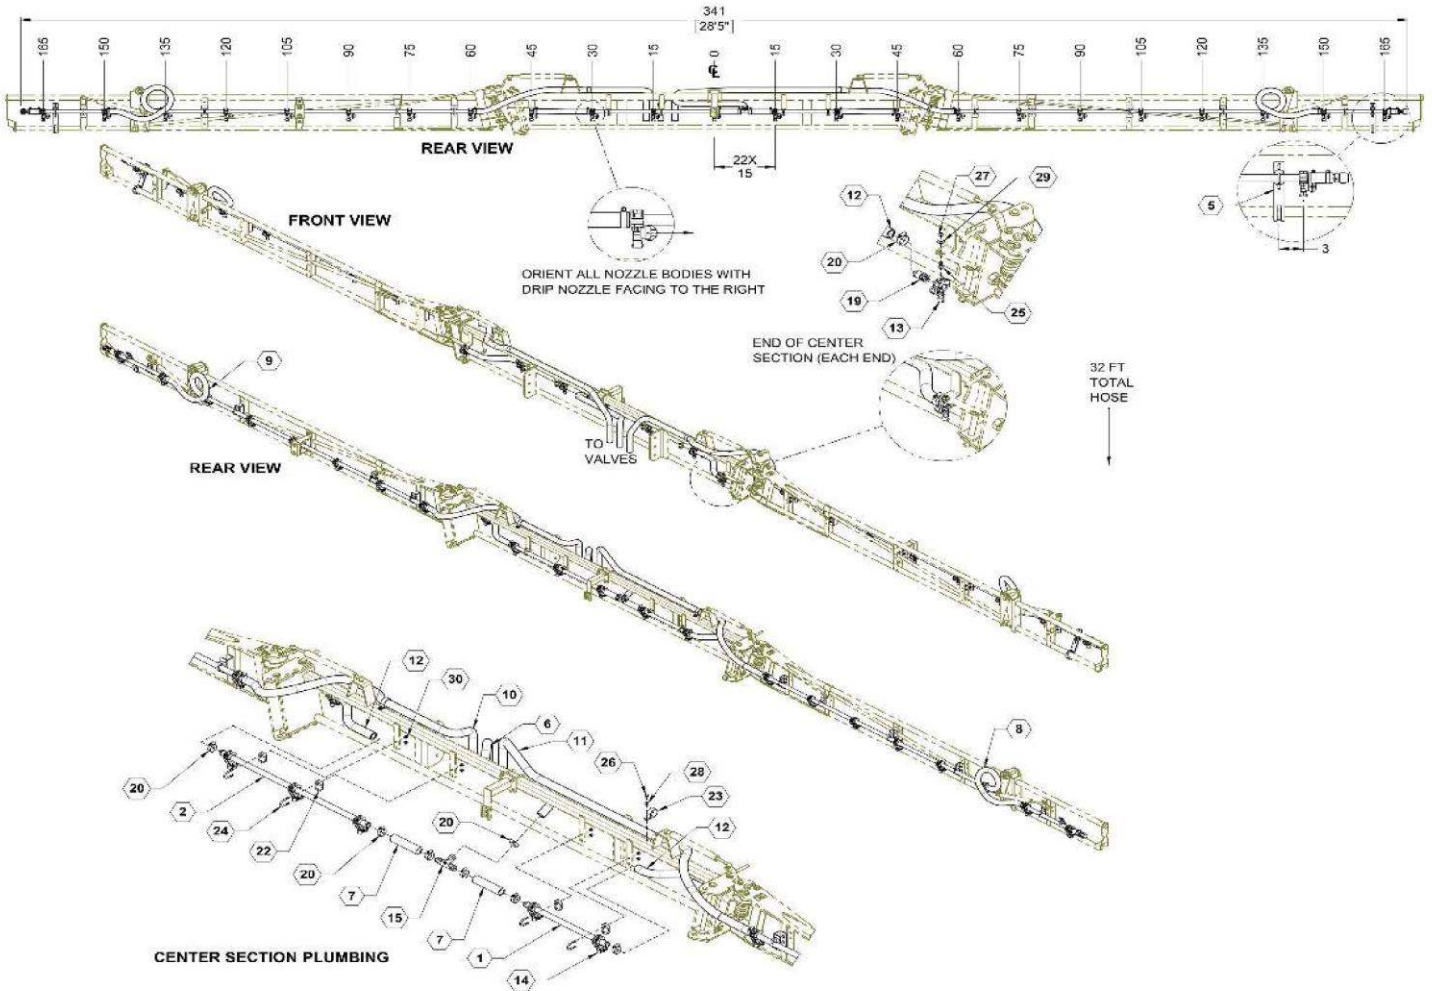 341
[28'5"]
165 150 135 120 105 90 75 60 45 30 15 0 15 30 45 60 75 90 105 120 135 150 165
℄
REAR VIEW
22X
15
5
3
FRONT VIEW
ORIENT ALL NOZZLE BODIES WITH
DRIP NOZZLE FACING TO THE RIGHT
27
29
12
20
19
25
13
END OF CENTER
SECTION (EACH END)
32 FT
TOTAL
HOSE
9
TO
VALVES
REAR VIEW
12
30
10
6
11
8
26
28
23
12
20
2
24
22
20
20
7
15
7
1
14
CENTER SECTION PLUMBING